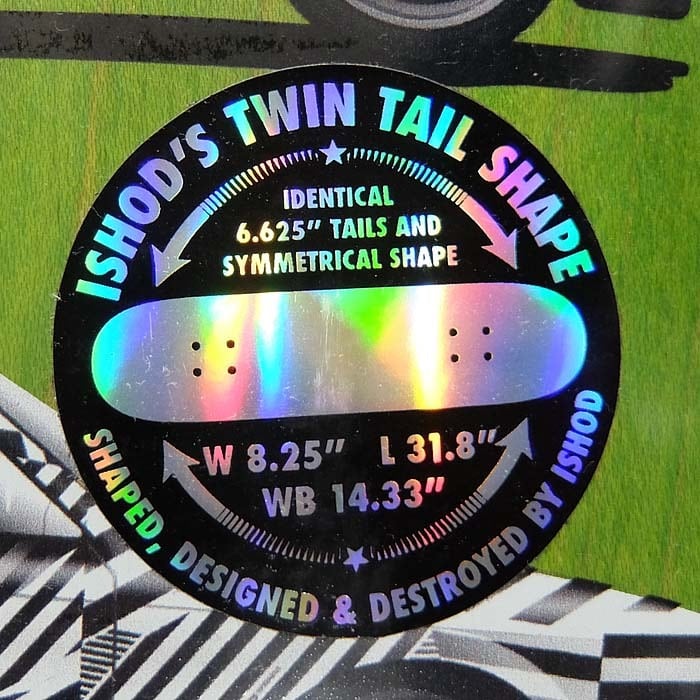 ISHOD'S TWIN TAIL SHAPE
IDENTICAL
6.625" TAILS AND
SYMMETRICAL SHAPE
W 8.25" L 31.8"
WB 14.33"
SHAPED, DESIGNED & DESTROYED BY ISHOD